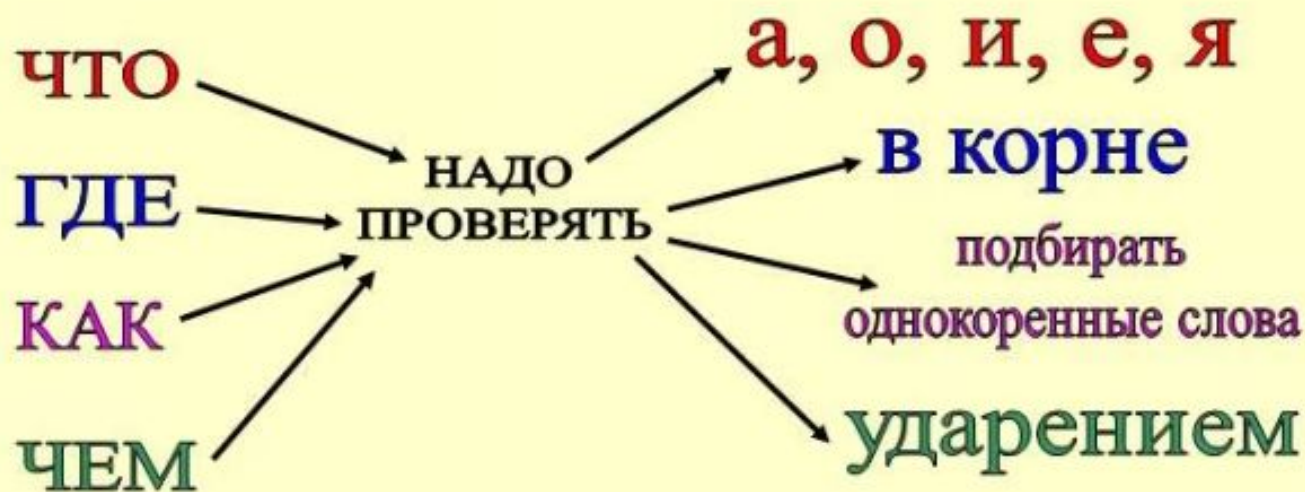 ЧТО
ГДЕ
КАК
ЧЕМ
НАДО
ПРОВЕРЯТЬ
а, о, и, е, я
в корне
подбирать
однокоренные слова
ударением